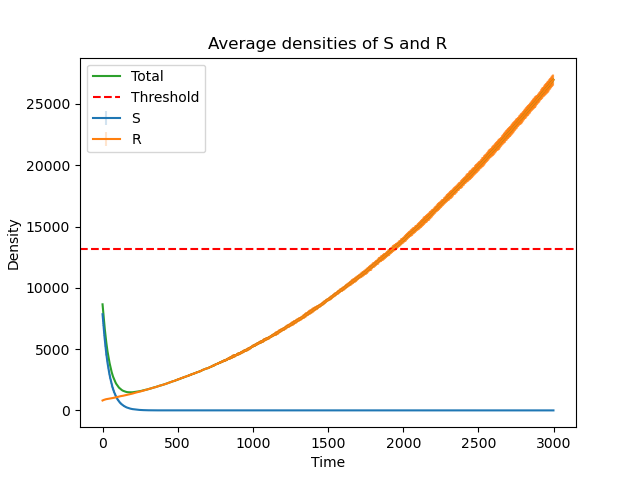 Average densities of S and R
Total
Threshold
S
R
Density
25000
20000
15000
10000
5000
0
0 500 1000 1500 2000 2500 3000
Time